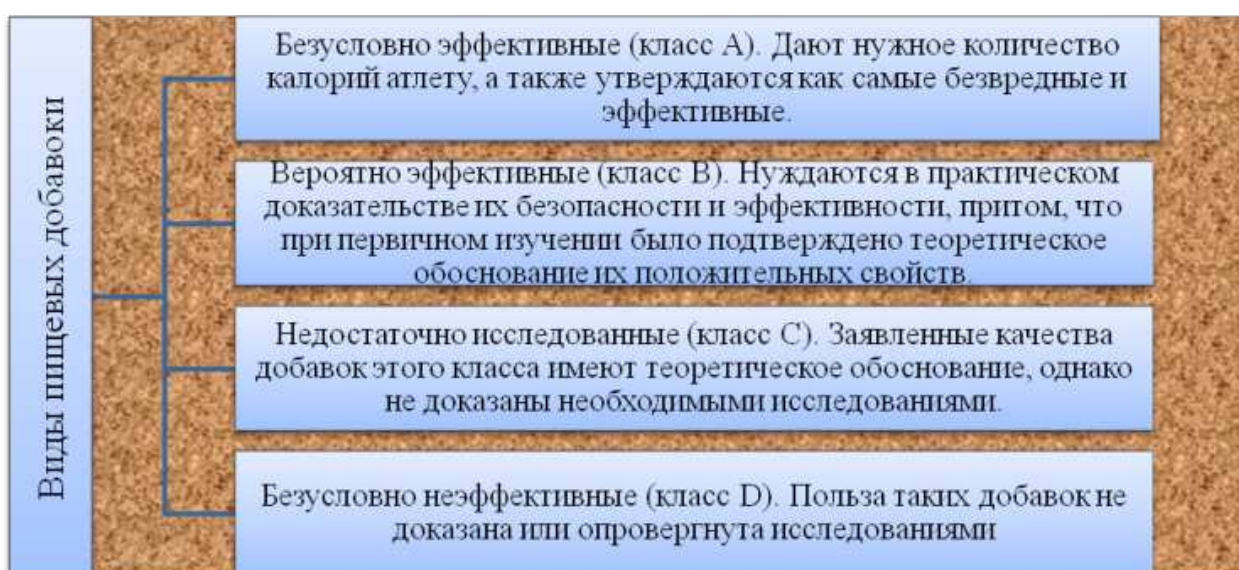 Виды пищевых добавоки
Безусловно эффективные (класс А). Дают нужное количество
калорий атлету, а также утверждаются как самые безвредные и
эффективные.
Вероятно эффективные (класс В). Нуждаются в практическом
доказательстве их безопасности и эффективности, притом, что
при первичном изучении было подтверждено теоретическое
обоснование их положительных свойств.
Недостаточно исследованные (класс С). Заявленные качества
добавок этого класса имеют теоретическое обоснование, однако
не доказаны необходимыми исследованиями.
Безусловно неэффективные (класс D). Польза таких добавок не
доказана или опровергнута исследованиями